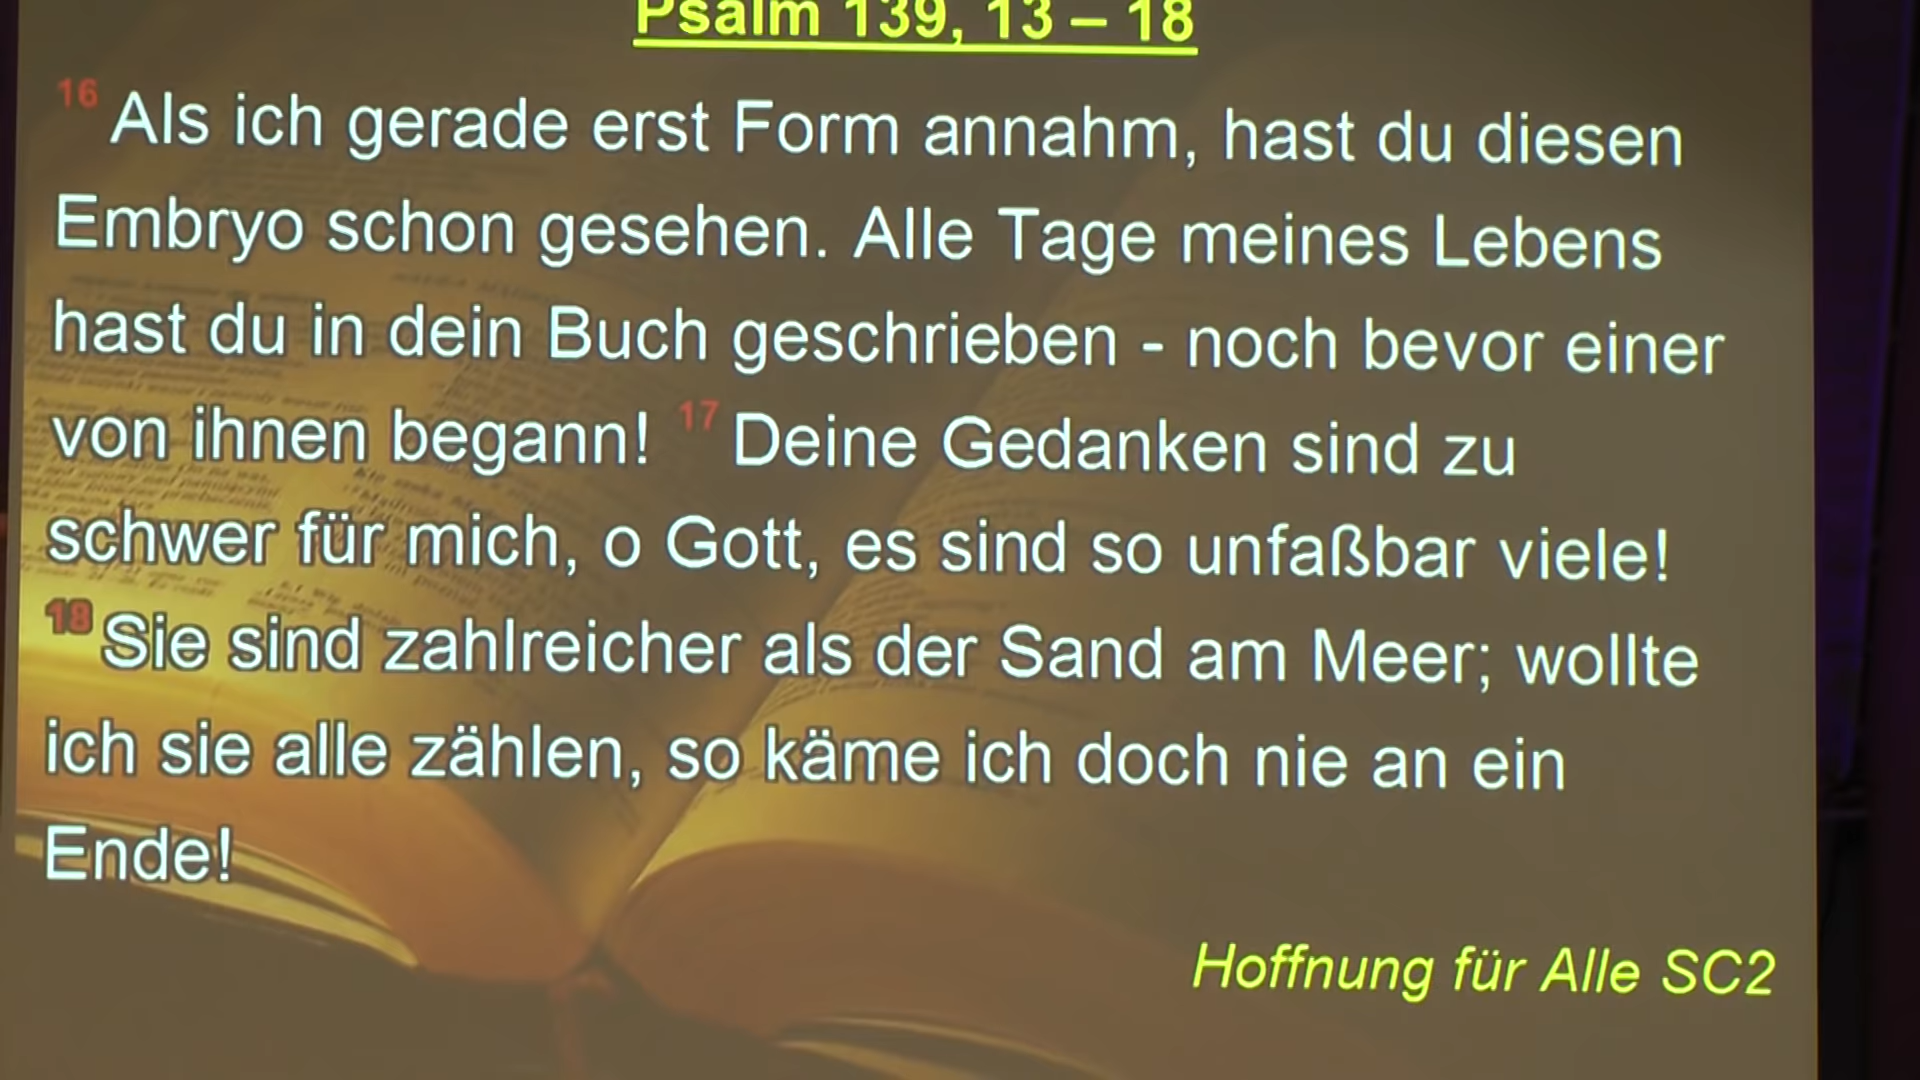 Psalm 139, 13 – 18
16 Als ich gerade erst Form annahm, hast du diesen
Embryo schon gesehen. Alle Tage meines Lebens
hast du in dein Buch geschrieben - noch bevor einer
von ihnen begann! 17 Deine Gedanken sind zu
schwer für mich, o Gott, es sind so unfaßbar viele!
18 Sie sind zahlreicher als der Sand am Meer; wollte
ich sie alle zählen, so käme ich doch nie an ein
Ende!
Hoffnung für Alle SC2